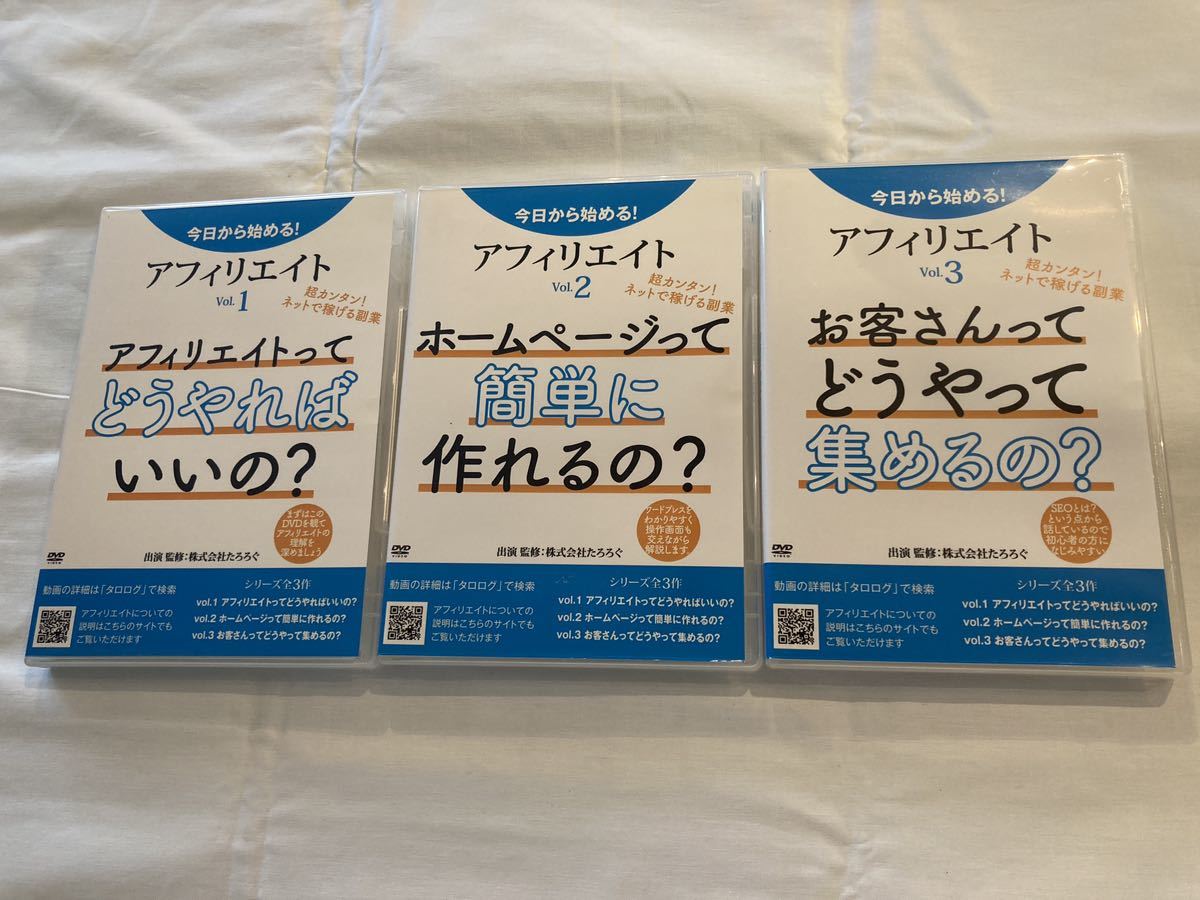 今日から始める!
アフィリエイト
Vol.1
超カンタン!
ネットで稼げる副業
アフィリエイトって
どうやれば
いいの?
まずはこの
DVDを観て
アフィリエイトの
理解を
深めましょう
DVD
VIDEO
出演 監修:株式会社たろろぐ
動画の詳細は「タロログ」で検索
アフィリエイトについての
説明はこちらのサイトでも
ご覧いただけます
シリーズ全3作
vol.1 アフィリエイトってどうやればいいの?
vol.2 ホームページって簡単に作れるの?
vol.3 お客さんってどうやって集めるの?
今日から始める!
アフィリエイト
Vol.2
超カンタン!
ネットで稼げる副業
ホームページって
簡単に
作れるの?
ワードプレスを
わかりやすく
操作画面も
交えながら
解説します。
DVD
VIDEO
出演 監修:株式会社たろろぐ
動画の詳細は「タロログ」で検索
アフィリエイトについての
説明はこちらのサイトでも
ご覧いただけます
シリーズ全3作
vol.1 アフィリエイトってどうやればいいの?
vol.2 ホームページって簡単に作れるの?
vol.3 お客さんってどうやって集めるの?
今日から始める!
アフィリエイト
Vol.3
超カンタン!
ネットで稼げる副業
お客さんって
どうやって
集めるの?
SEOとは?
という点から
話しているので
初心者の方に
なじみやすい
DVD
VIDEO
出演 監修:株式会社たろろぐ
動画の詳細は「タロログ」で検索
アフィリエイトについての
説明はこちらのサイトでも
ご覧いただけます
シリーズ全3作
vol.1 アフィリエイトってどうやればいいの?
vol.2 ホームページって簡単に作れるの?
vol.3 お客さんってどうやって集めるの?